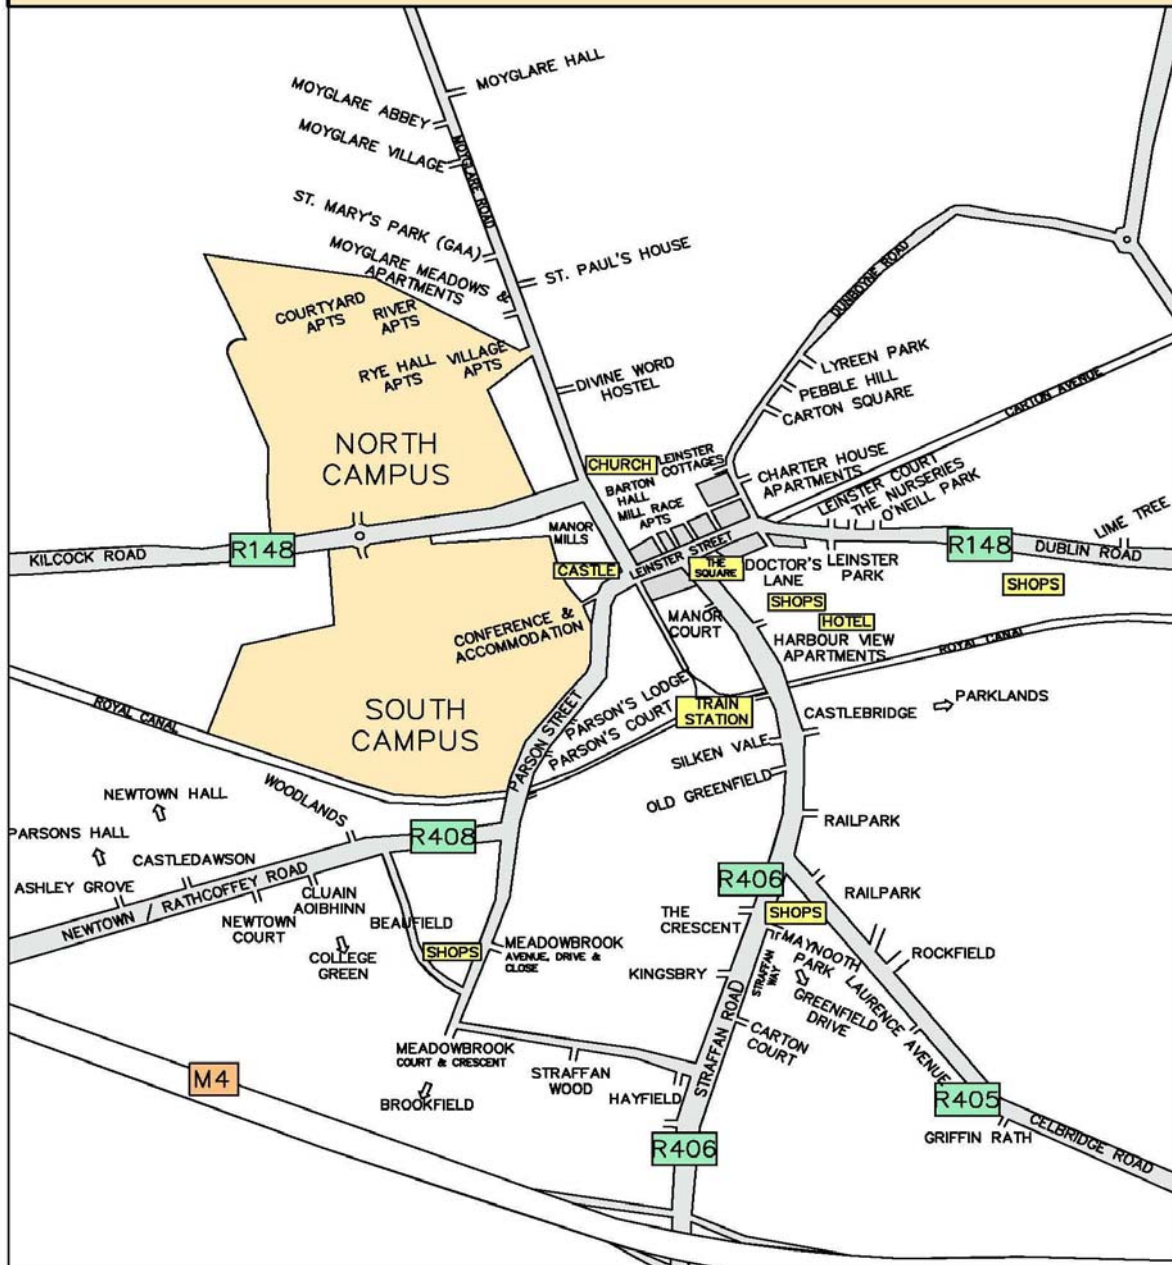 MOYGLARE HALL
MOYGLARE ABBEY
MOYGLARE VILLAGE
MOYGLARE ROAD
ST. MARY'S PARK (GAA)
MOYGLARE MEADOWS &
APARTMENTS
ST. PAUL'S HOUSE
DUNBOYNE ROAD
COURTYARD
APTS
RIVER
APTS
RYE HALL
APTS
VILLAGE
APTS
DIVINE WORD
HOSTEL
LYREEN PARK
PEBBLE HILL
CARTON SQUARE
CARTON AVENUE
NORTH
CAMPUS
CHURCH
LEINSTER
COTTAGES
BARTON
HALL
MILL RACE
APTS
CHARTER HOUSE
APARTMENTS
LEINSTER COURT
THE NURSERIES
O'NEILL PARK
MANOR
MILLS
LEINSTER STREET
KILCOCK ROAD
R148
R148
DUBLIN ROAD
LIME TREE
CASTLE
THE
SQUARE
DOCTOR'S
LANE
LEINSTER
PARK
SHOPS
SHOPS
HOTEL
CONFERENCE &
ACCOMMODATION
MANOR
COURT
HARBOUR VIEW
APARTMENTS
ROYAL CANAL
ROYAL CANAL
SOUTH
CAMPUS
PARSON STREET
PARSON'S LODGE
PARSON'S COURT
TRAIN
STATION
CASTLEBRIDGE
PARKLANDS
SILKEN VALE
OLD GREENFIELD
RAILPARK
NEWTOWN HALL
WOODLANDS
PARSONS HALL
R408
CASTLEDAWSON
ASHLEY GROVE
NEWTOWN / RATHCOFFEY ROAD
CLUAIN
AOIBHINN
NEWTOWN
COURT
BEAUFIELD
COLLEGE
GREEN
SHOPS
MEADOWBROOK
AVENUE, DRIVE &
CLOSE
R406
RAILPARK
THE
CRESCENT
SHOPS
MAYNOOTH
PARK
ROCKFIELD
KINGSBRY
STRAFFAN
WAY
GREENFIELD
DRIVE
LAURENCE AVENUE
STRAFFAN ROAD
CARTON
COURT
MEADOWBROOK
COURT & CRESCENT
BROOKFIELD
STRAFFAN
WOOD
HAYFIELD
M4
R405
CELBRIDGE ROAD
GRIFFIN RATH
R406